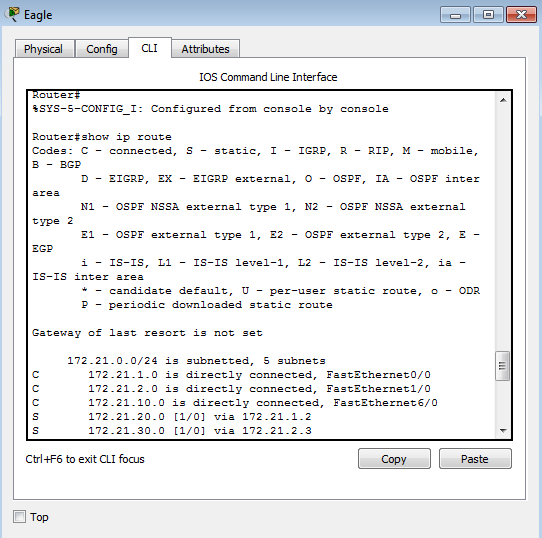 Eagle
Physical Config CLI Attributes
IOS Command Line Interface
Router#
%SYS-5-CONFIG_I: Configured from console by console

Router#show ip route
Codes: C - connected, S - static, I - IGRP, R - RIP, M - mobile,
B - BGP
       D - EIGRP, EX - EIGRP external, O - OSPF, IA - OSPF inter
area
       N1 - OSPF NSSA external type 1, N2 - OSPF NSSA external
type 2
       E1 - OSPF external type 1, E2 - OSPF external type 2, E -
EGP
       i - IS-IS, L1 - IS-IS level-1, L2 - IS-IS level-2, ia -
IS-IS inter area
       * - candidate default, U - per-user static route, o - ODR
       P - periodic downloaded static route

Gateway of last resort is not set

     172.21.0.0/24 is subnetted, 5 subnets
C       172.21.1.0 is directly connected, FastEthernet0/0
C       172.21.2.0 is directly connected, FastEthernet1/0
C       172.21.10.0 is directly connected, FastEthernet6/0
S       172.21.20.0 [1/0] via 172.21.1.2
S       172.21.30.0 [1/0] via 172.21.2.3
Ctrl+F6 to exit CLI focus Copy Paste
Top